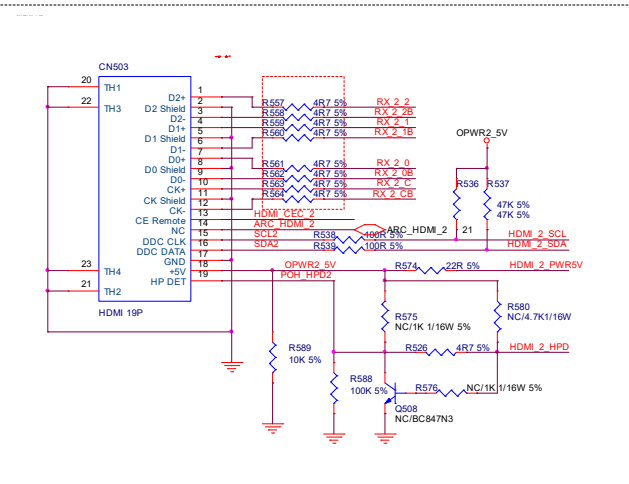 CN503
20
TH1
22
TH3
23
TH4
21
TH2
HDMI 19P
D2+
D2 Shield
D2-
D1+
D1 Shield
D1-
D0+
D0 Shield
D0-
CK+
CK Shield
CK-
CE Remote
NC
DDC CLK
DDC DATA
GND
+5V
HP DET
1
2
3
4
5
6
7
8
9
10
11
12
13
14
15
16
17
18
19
R557 4R7 5% RX_2_2
R558 4R7 5% RX_2_2B
R559 4R7 5% RX_2_1
R560 4R7 5% RX_2_1B
R561 4R7 5% RX_2_0
R562 4R7 5% RX_2_0B
R563 4R7 5% RX_2_C
R564 4R7 5% RX_2_CB
OPWR2_5V
R536 R537
47K 5%
47K 5%
HDMI_CEC_2
ARC_HDMI_2 ARC_HDMI_2 21
SCL2 R538 100R 5% HDMI_2_SCL
SDA2 R539 100R 5% HDMI_2_SDA
OPWR2_5V R574 22R 5% HDMI_2_PWR5V
POH_HPD2
R575
NC/1K 1/16W 5%
R580
NC/4.7K1/16W
R589
10K 5%
R526 4R7 5% HDMI_2_HPD
R588
100K 5%
R576 NC/1K 1/16W 5%
Q508
NC/BC847N3